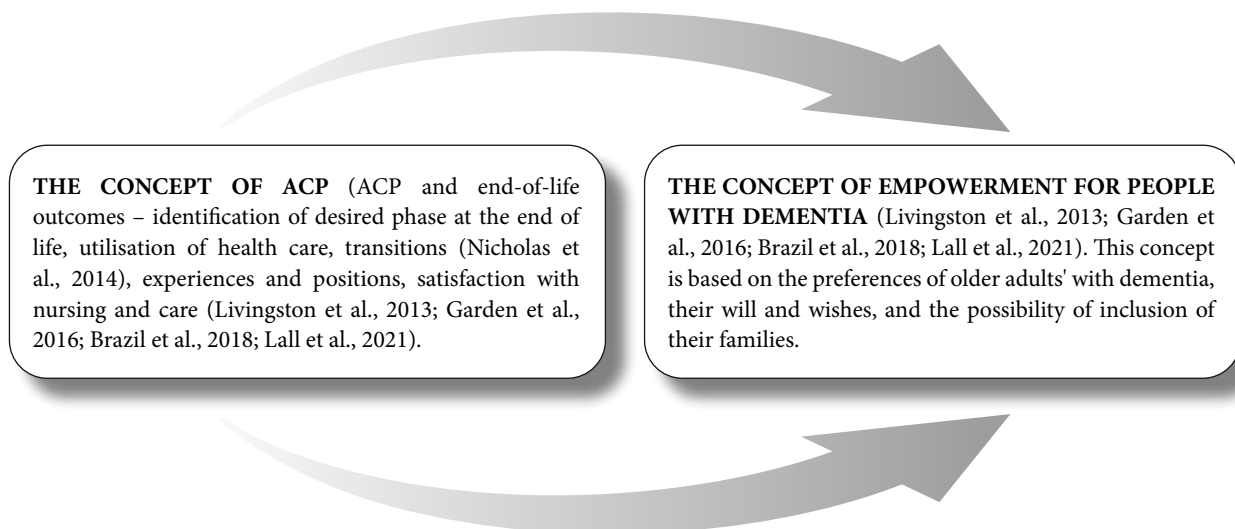 THE CONCEPT OF ACP (ACP and end-of-life
outcomes – identification of desired phase at the end of
life, utilisation of health care, transitions (Nicholas et
al., 2014), experiences and positions, satisfaction with
nursing and care (Livingston et al., 2013; Garden et al.,
2016; Brazil et al., 2018; Lall et al., 2021).
THE CONCEPT OF EMPOWERMENT FOR PEOPLE
WITH DEMENTIA (Livingston et al., 2013; Garden et
al., 2016; Brazil et al., 2018; Lall et al., 2021). This concept
is based on the preferences of older adults' with dementia,
their will and wishes, and the possibility of inclusion of
their families.